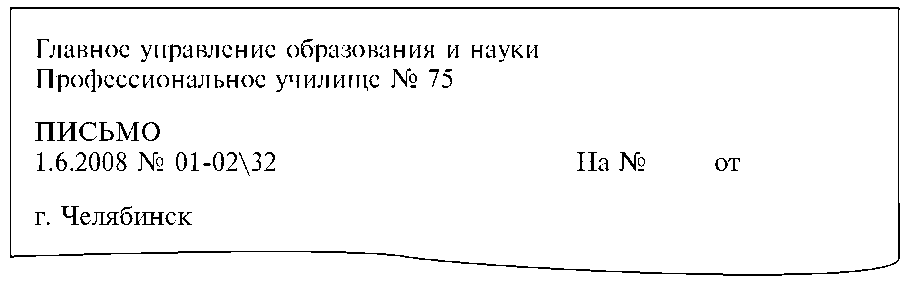 Главное управление образования и науки
Профессиональное училище № 75
ПИСЬМО
1.6.2008 № 01-02\32 На № от
г. Челябинск